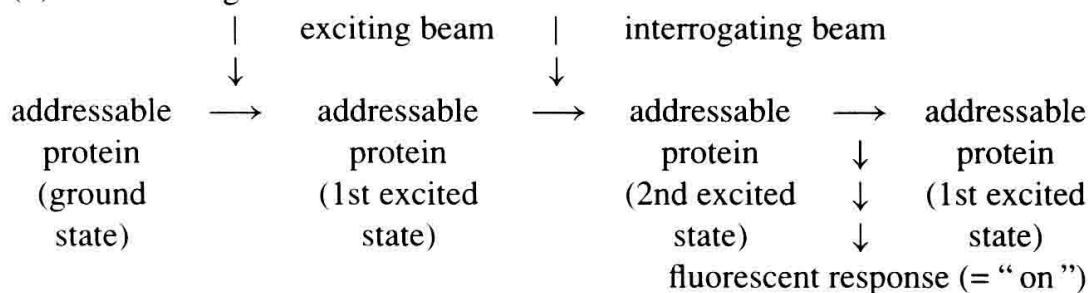 | exciting beam | interrogating beam
↓ ↓
addressable → addressable → addressable → addressable
protein protein protein ↓ protein
(ground (1st excited (2nd excited ↓ (1st excited
state) state) state) ↓ state)
fluorescent response (= “ on ”)